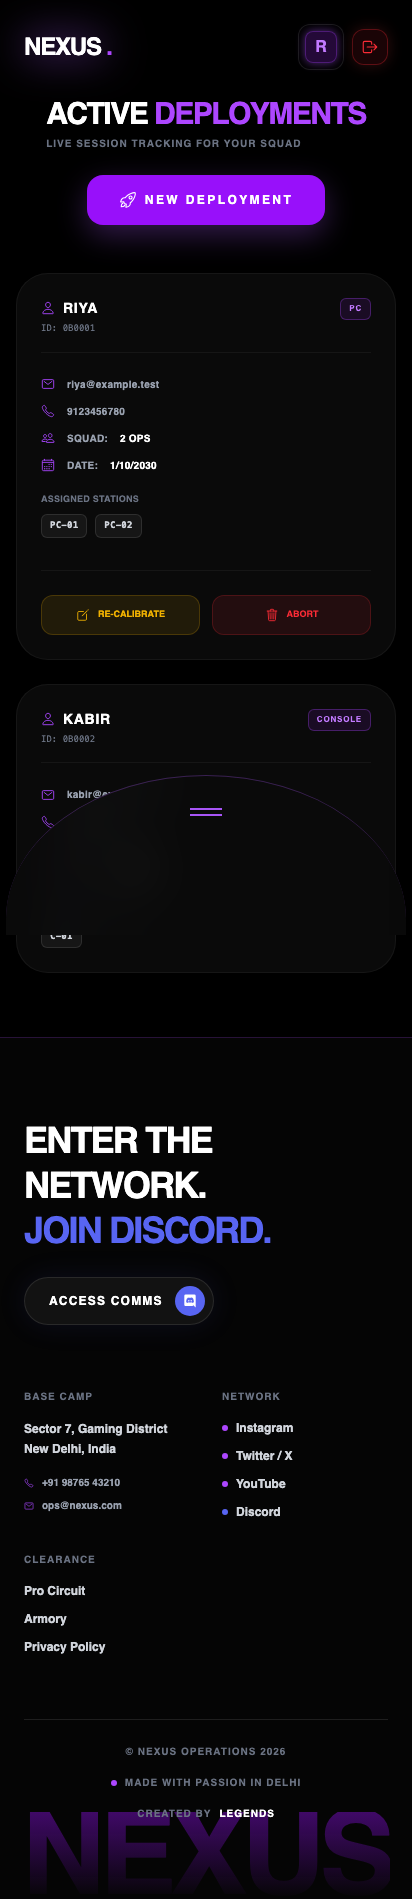 NEXUS .
R
ACTIVE DEPLOYMENTS
LIVE SESSION TRACKING FOR YOUR SQUAD
NEW DEPLOYMENT
RIYA
PC
ID: 0B0001
riya@example.test
9123456780
SQUAD: 2 OPS
DATE: 1/10/2030
ASSIGNED STATIONS
PC-01 PC-02
RE-CALIBRATE
ABORT
KABIR
CONSOLE
ID: 0B0002
ENTER THE
NETWORK.
JOIN DISCORD.
ACCESS COMMS
BASE CAMP
Sector 7, Gaming District
New Delhi, India
+91 98765 43210
ops@nexus.com
NETWORK
Instagram
Twitter / X
YouTube
Discord
CLEARANCE
Pro Circuit
Armory
Privacy Policy
© NEXUS OPERATIONS 2026
MADE WITH PASSION IN DELHI
CREATED BY LEGENDS
NEXUS